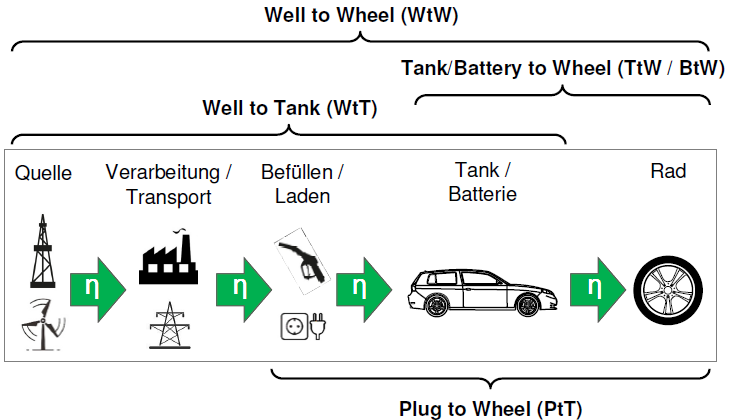 Well to Wheel (WtW)
Tank/Battery to Wheel (TtW / BtW)
Well to Tank (WtT)
Quelle
Verarbeitung /
Transport
Befüllen /
Laden
Tank /
Batterie
Rad
η
η
η
η
Plug to Wheel (PtT)